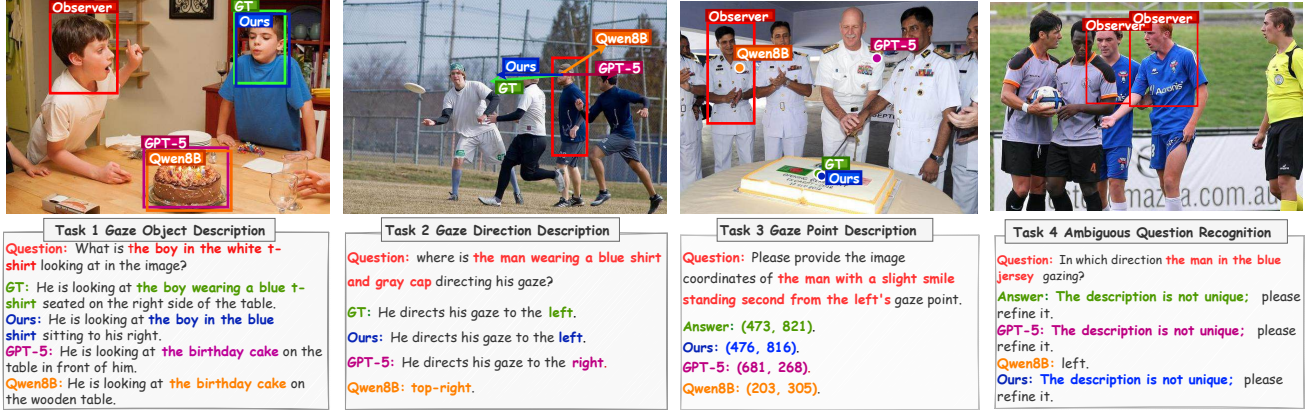 Observer
GT
Ours
GPT-5
Qwen8B
Task 1 Gaze Object Description
Question: What is the boy in the white t-
shirt looking at in the image?
GT: He is looking at the boy wearing a blue t-
shirt seated on the right side of the table.
Ours: He is looking at the boy in the blue
shirt sitting to his right.
GPT-5: He is looking at the birthday cake on the
table in front of him.
Qwen8B: He is looking at the birthday cake on
the wooden table.
Qwen8B
Ours
GPT-5
GT
Task 2 Gaze Direction Description
Question: where is the man wearing a blue shirt
and gray cap directing his gaze?
GT: He directs his gaze to the left.
Ours: He directs his gaze to the left.
GPT-5: He directs his gaze to the right.
Qwen8B: top-right.
Observer
Qwen8B
GPT-5
SEPT
GT
Ours
Task 3 Gaze Point Description
Question: Please provide the image
coordinates of the man with a slight smile
standing second from the left's gaze point.
Answer: (473, 821).
Ours: (476, 816).
GPT-5: (681, 268).
Qwen8B: (203, 305).
Observer
Observer
Acronis
4
mazza.com.au
Task 4 Ambiguous Question Recognition
Question: In which direction the man in the blue
jersey gazing?
Answer: The description is not unique; please
refine it.
GPT-5: The description is not unique; please
refine it.
Qwen8B: left.
Ours: The description is not unique; please
refine it.